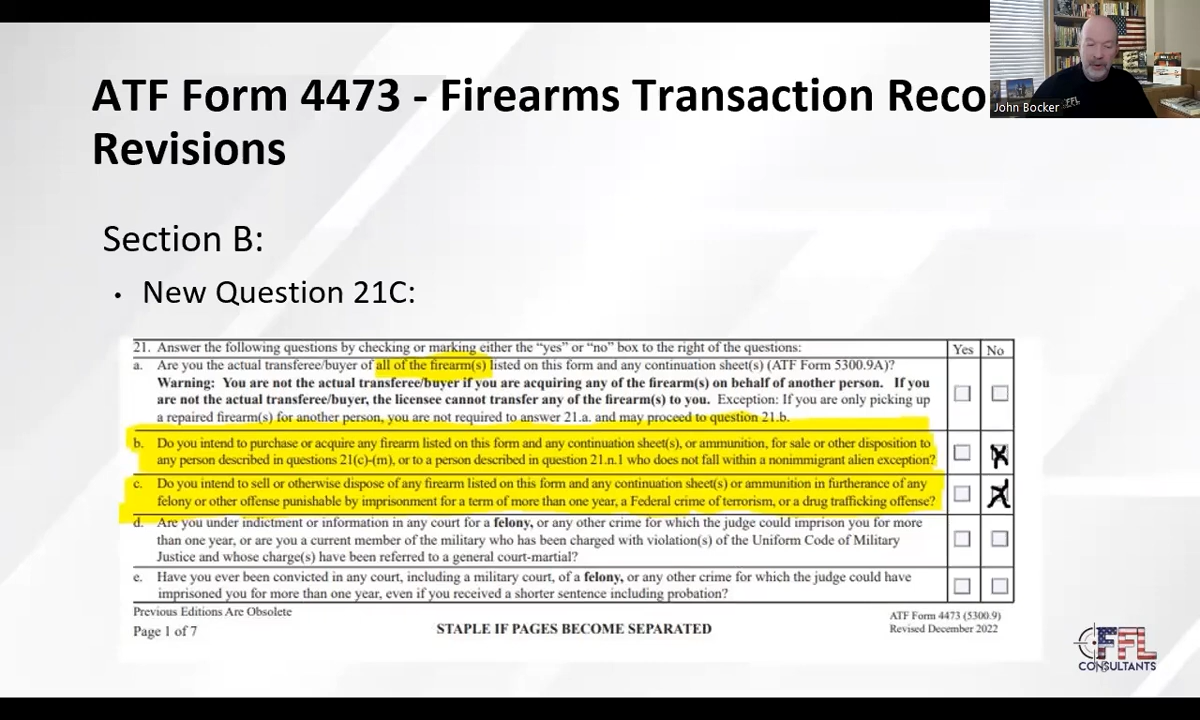 ATF Form 4473 - Firearms Transaction Reco
Revisions
John Bocker
FFL
Section B:
• New Question 21C:
21. Answer the following questions by checking or marking either the “yes” or “no” box to the right of the questions:
Yes No
a. Are you the actual transferee/buyer of all of the firearm(s) listed on this form and any continuation sheet(s) (ATF Form 5300.9A)?
Warning: You are not the actual transferee/buyer if you are acquiring any of the firearm(s) on behalf of another person. If you
are not the actual transferee/buyer, the licensee cannot transfer any of the firearm(s) to you. Exception: If you are only picking up
a repaired firearm(s) for another person, you are not required to answer 21.a. and may proceed to question 21.b.
b. Do you intend to purchase or acquire any firearm listed on this form and any continuation sheet(s), or ammunition, for sale or other disposition to
any person described in questions 21(c)-(m), or to a person described in question 21.n.1 who does not fall within a nonimmigrant alien exception?
c. Do you intend to sell or otherwise dispose of any firearm listed on this form and any continuation sheet(s) or ammunition in furtherance of any
felony or other offense punishable by imprisonment for a term of more than one year, a Federal crime of terrorism, or a drug trafficking offense?
d. Are you under indictment or information in any court for a felony, or any other crime for which the judge could imprison you for more
than one year, or are you a current member of the military who has been charged with violation(s) of the Uniform Code of Military
Justice and whose charge(s) have been referred to a general court-martial?
e. Have you ever been convicted in any court, including a military court, of a felony, or any other crime for which the judge could have
imprisoned you for more than one year, even if you received a shorter sentence including probation?
Previous Editions Are Obsolete
Page 1 of 7
STAPLE IF PAGES BECOME SEPARATED
ATF Form 4473 (5300.9)
Revised December 2022
FFL
CONSULTANTS